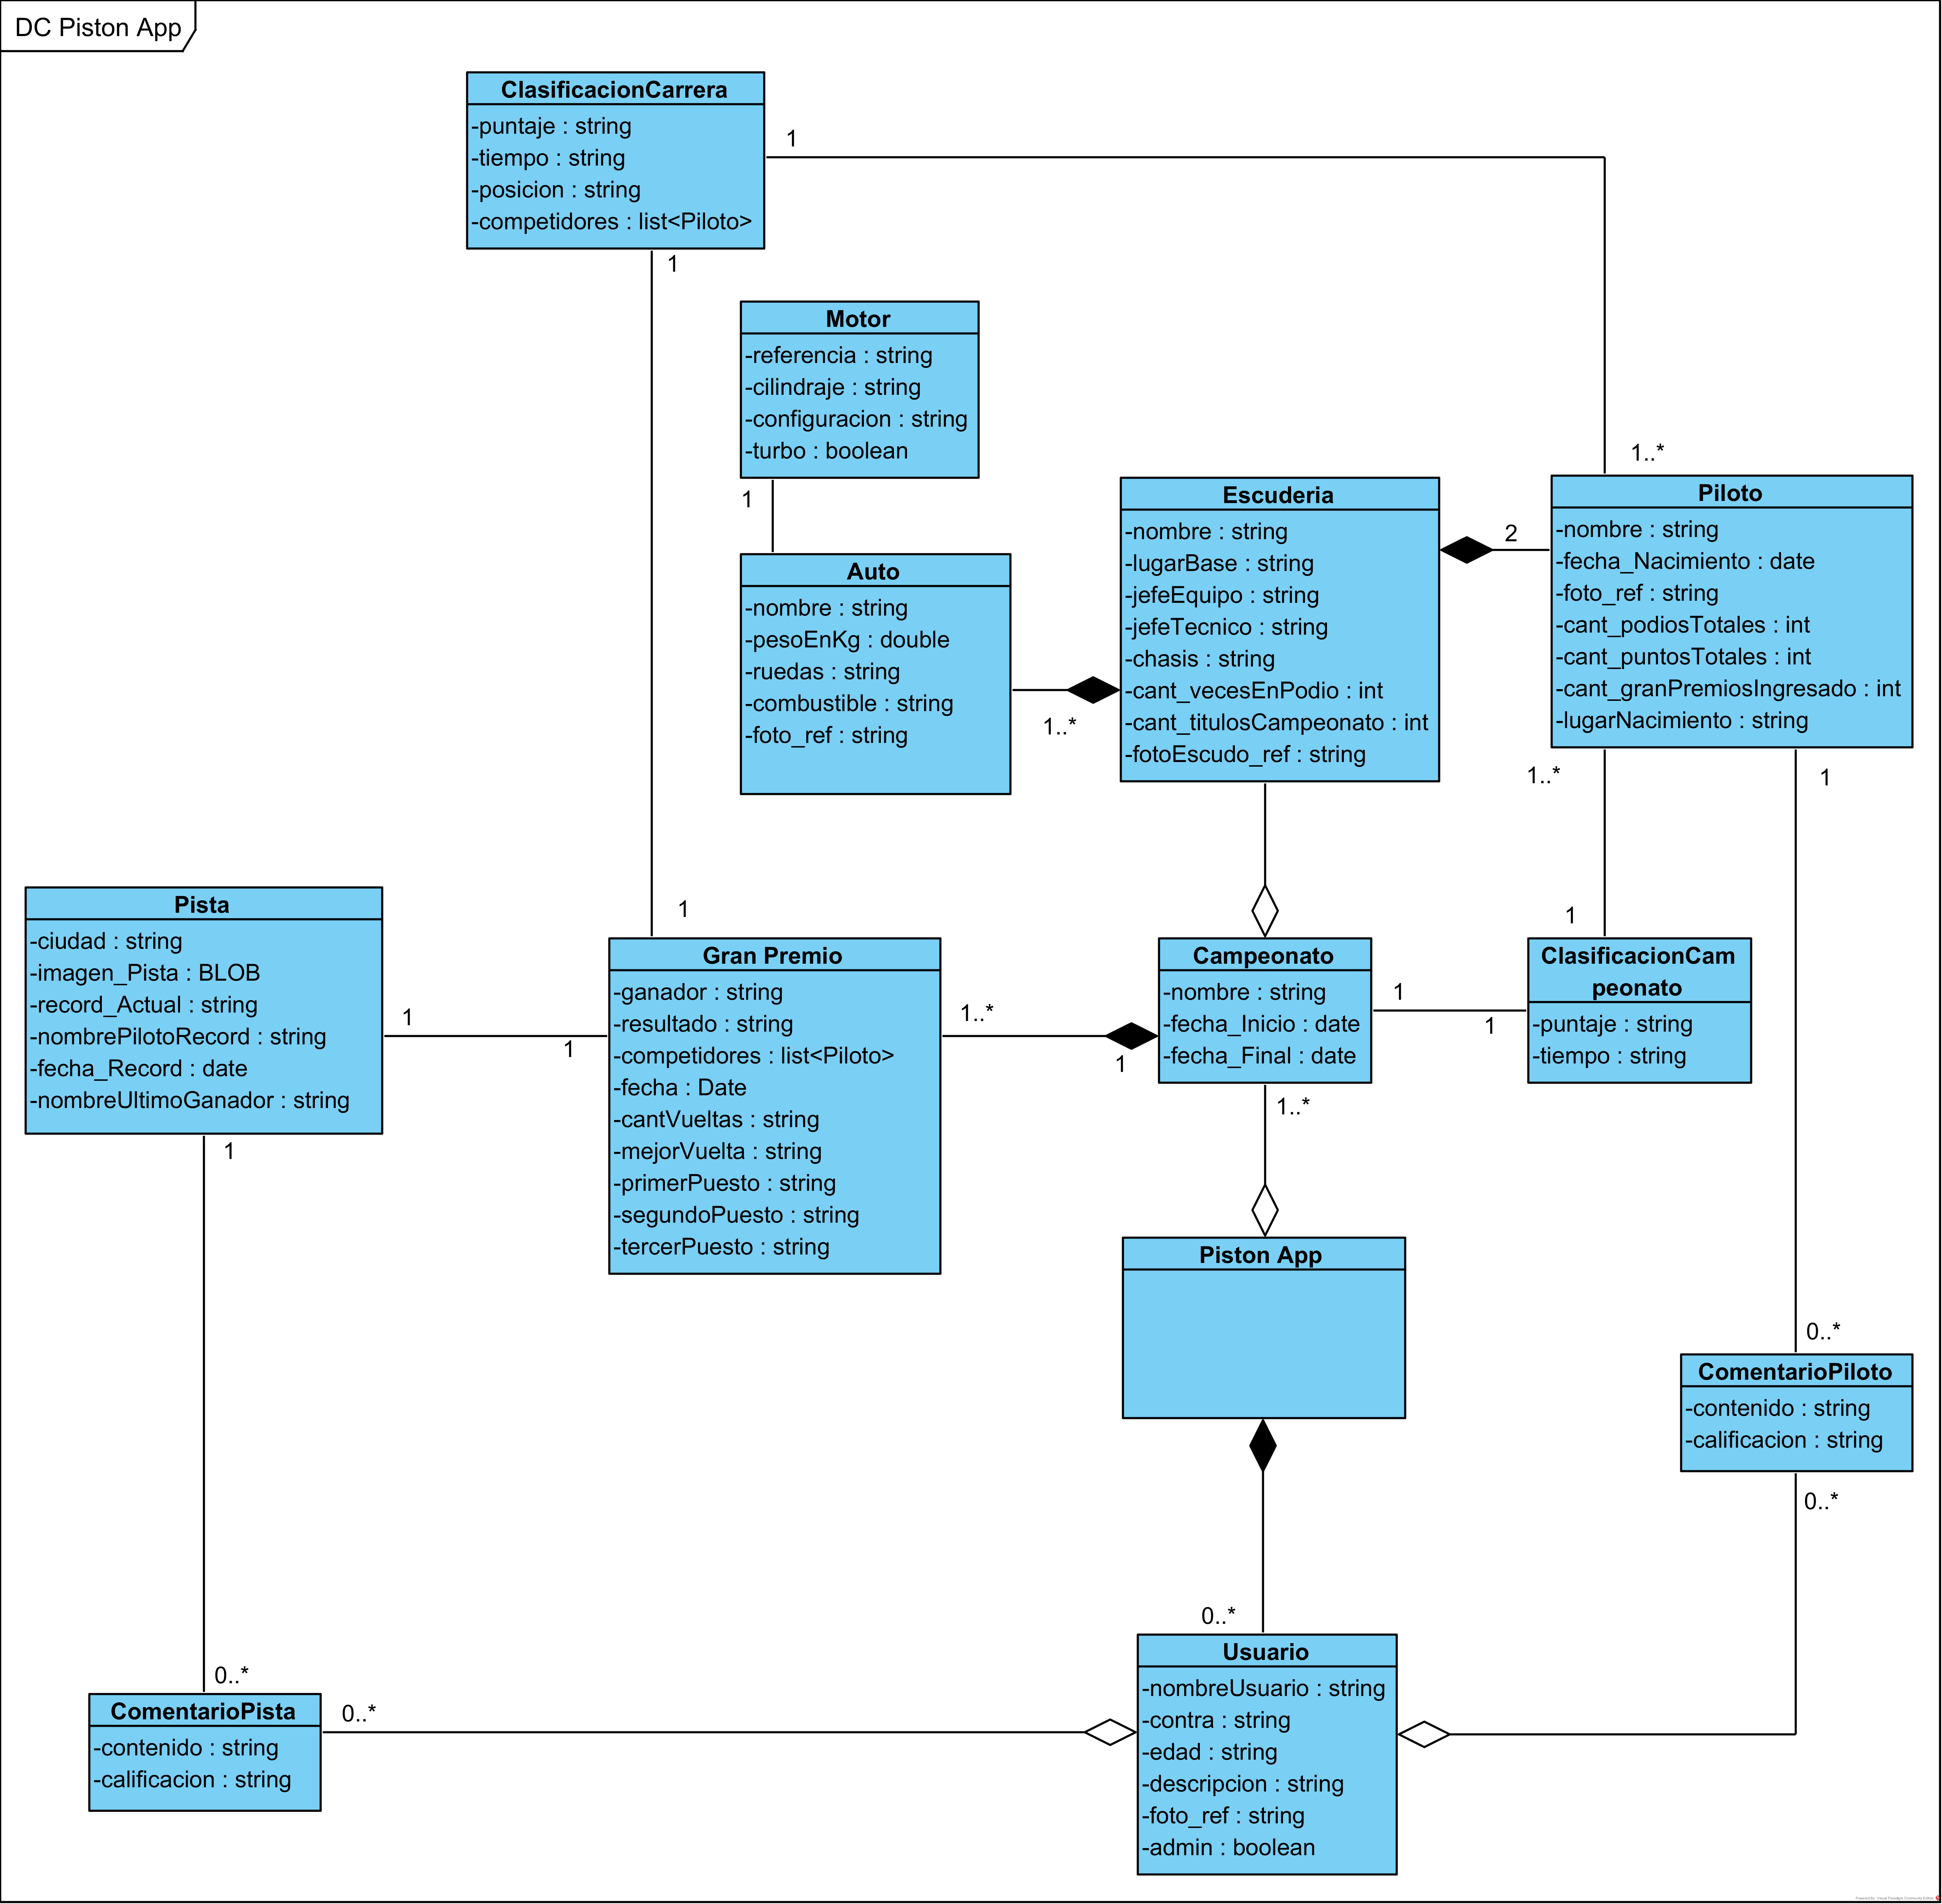 DC Piston App
ClasificacionCarrera
-puntaje : string
-tiempo : string
-posicion : string
-competidores : list<Piloto>
1
1
Motor
-referencia : string
-cilindraje : string
-configuracion : string
-turbo : boolean
1
Auto
-nombre : string
-pesoEnKg : double
-ruedas : string
-combustible : string
-foto_ref : string
1..*
Escuderia
-nombre : string
-lugarBase : string
-jefeEquipo : string
-jefeTecnico : string
-chasis : string
-cant_vecesEnPodio : int
-cant_titulosCampeonato : int
-fotoEscudo_ref : string
2
1..*
Piloto
-nombre : string
-fecha_Nacimiento : date
-foto_ref : string
-cant_podiosTotales : int
-cant_puntosTotales : int
-cant_granPremiosIngresado : int
-lugarNacimiento : string
1..*
1
Pista
-ciudad : string
-imagen_Pista : BLOB
-record_Actual : string
-nombrePilotoRecord : string
-fecha_Record : date
-nombreUltimoGanador : string
1
1
1
1
Gran Premio
-ganador : string
-resultado : string
-competidores : list<Piloto>
-fecha : Date
-cantVueltas : string
-mejorVuelta : string
-primerPuesto : string
-segundoPuesto : string
-tercerPuesto : string
1..*
1
Campeonato
-nombre : string
-fecha_Inicio : date
-fecha_Final : date
1
1
1..*
1
ClasificacionCam
peonato
-puntaje : string
-tiempo : string
Piston App
0..*
ComentarioPiloto
-contenido : string
-calificacion : string
0..*
0..*
Usuario
-nombreUsuario : string
-contra : string
-edad : string
-descripcion : string
-foto_ref : string
-admin : boolean
0..*
0..*
ComentarioPista
-contenido : string
-calificacion : string
Powered By Visual Paradigm Community Edition